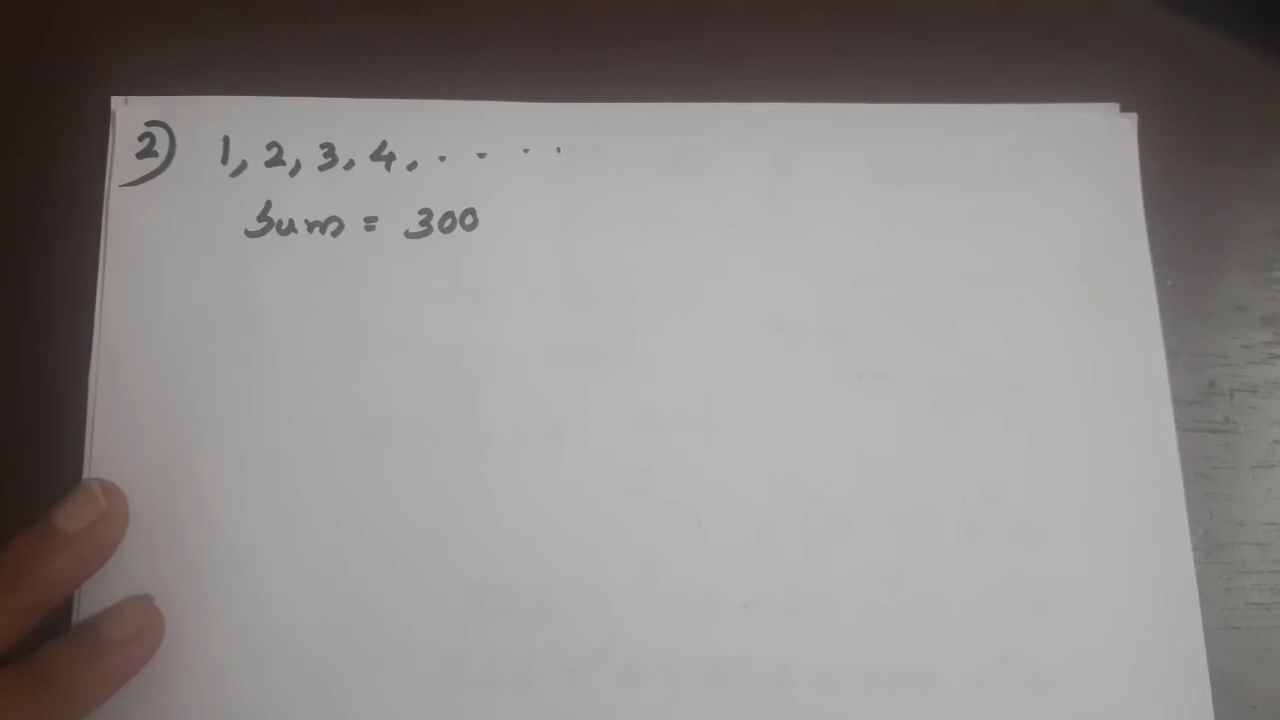 2) 1, 2, 3, 4, . . . .
Sum = 300